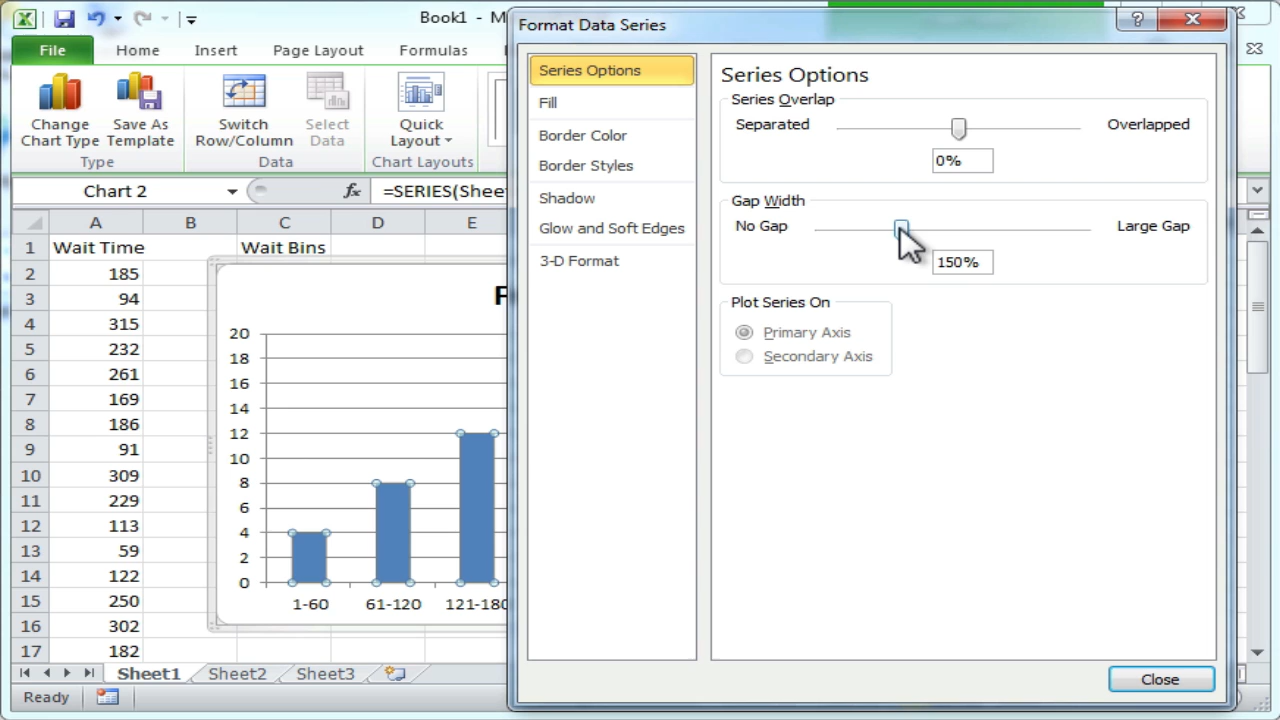 Book1 - M
Format Data Series
File Home Insert Page Layout Formulas
Change Chart Type
Save As Template
Switch Row/Column
Select Data
Quick Layout
Type Data Chart Layouts
Chart 2 fx =SERIES(Shee
A B C D E
1 Wait Time Wait Bins
2 185
3 94
4 315
5 232
6 261
7 169
8 186
9 91
10 309
11 229
12 113
13 59
14 122
15 250
16 302
17 182
20
18
16
14
12
10
8
6
4
2
0
1-60 61-120 121-180
Sheet1 Sheet2 Sheet3
Ready
Series Options
Fill
Border Color
Border Styles
Shadow
Glow and Soft Edges
3-D Format
Series Options
Series Overlap
Separated Overlapped
0%
Gap Width
No Gap Large Gap
150%
Plot Series On
Primary Axis
Secondary Axis
Close